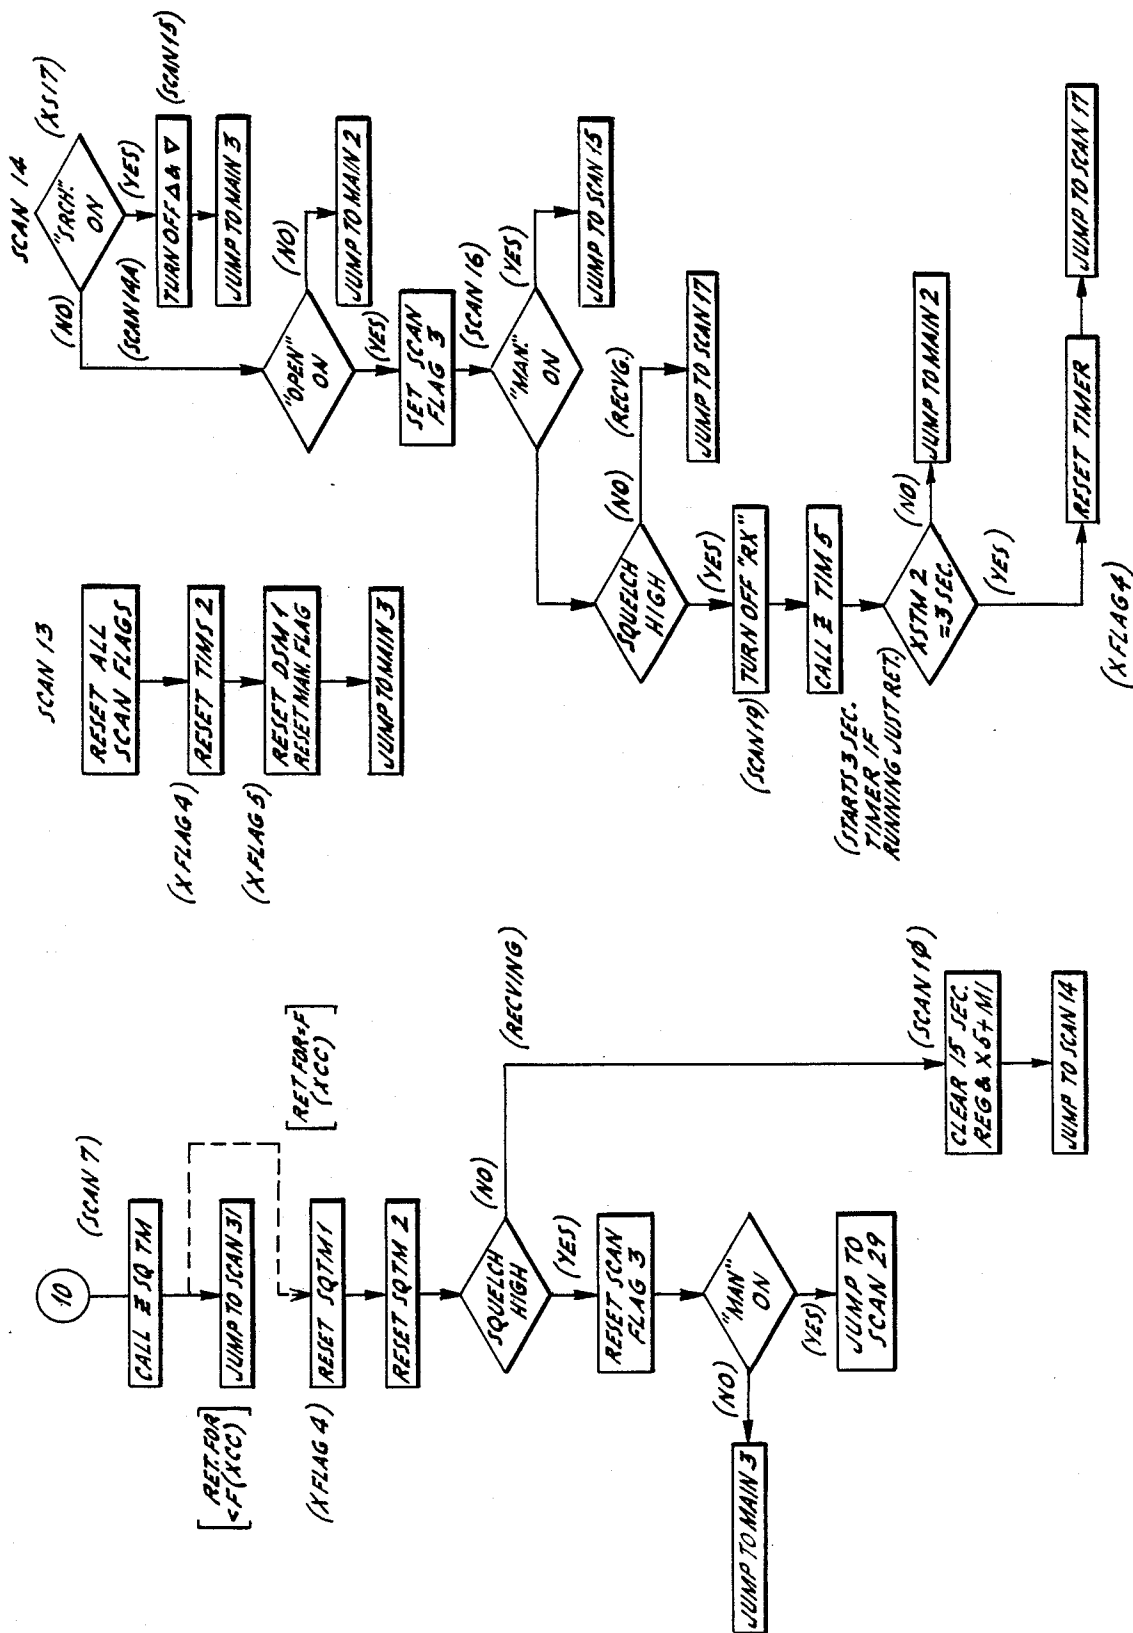 10
(SCAN 7)
CALL Z SQ TM
[RET. FOR
<F(XCC)]
JUMP TO SCAN 31
[RET FOR=F
(XCC)]
(X FLAG 4)
RESET SQTM 1
RESET SQTM 2
SQUELCH
HIGH
(NO)
(RECVING)
(YES)
RESET SCAN
FLAG 3
"MAN"
ON
(NO)
JUMP TO MAIN 3
(YES)
JUMP TO
SCAN 29
(SCAN 1Ø)
CLEAR 15 SEC.
REG & X5+M1
JUMP TO SCAN 14
SCAN 13
RESET ALL
SCAN FLAGS
(X FLAG 4)
RESET TIMS 2
(X FLAG 5)
RESET DSM 1
RESET MAN. FLAG
JUMP TO MAIN 3
SCAN 14
"SRCH."
ON
(XS17)
(NO)
(YES)
(SCAN 14A)
(SCAN 15)
TURN OFF Δ & ∇
JUMP TO MAIN 3
"OPEN"
ON
(NO)
JUMP TO MAIN 2
(YES)
SET SCAN
FLAG 3
(SCAN 16)
"MAN."
ON
(YES)
JUMP TO SCAN 15
SQUELCH
HIGH
(NO)
(RECVG.)
JUMP TO SCAN 17
(YES)
(SCAN 19)
TURN OFF "RX"
CALL Z TIM 5
(STARTS 3 SEC.
TIMER IF
RUNNING JUST RET.)
XSTM 2
=3 SEC.
(NO)
JUMP TO MAIN 2
(YES)
(X FLAG 4)
RESET TIMER
JUMP TO SCAN 17